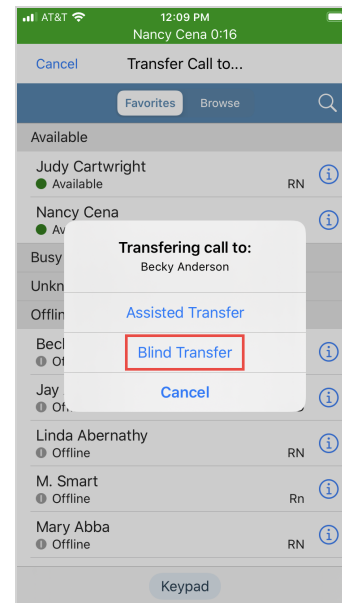 AT&T 12:09 PM
Nancy Cena 0:16
Cancel Transfer Call to...
Favorites Browse
Available
Judy Cartwright
Available RN
Nancy Cena
Busy
Transfering call to:
Becky Anderson
Assisted Transfer
Blind Transfer
Cancel
Jay
Linda Abernathy
Offline RN
M. Smart
Offline Rn
Mary Abba
Offline RN
Keypad